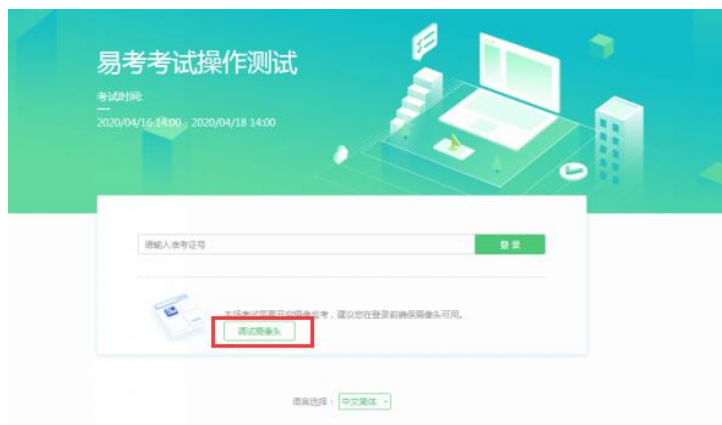 易考考试操作测试
考试时间:
2020/04/16 14:00 - 2020/04/18 14:00
请输入准考证号
登录
本场考试需要开启摄像监考，建议您在登录前确保摄像头可用。
调试摄像头
语言选择：
中文简体